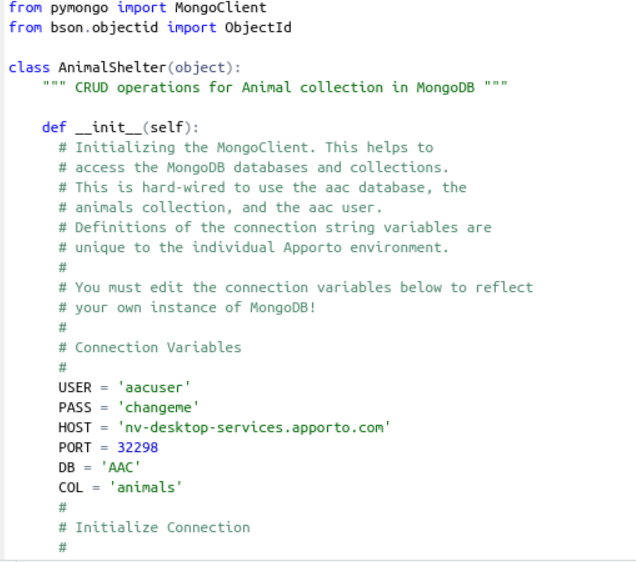 from pymongo import MongoClient
from bson.objectid import ObjectId

class AnimalShelter(object):
    """ CRUD operations for Animal collection in MongoDB """

    def __init__(self):
      # Initializing the MongoClient. This helps to
      # access the MongoDB databases and collections.
      # This is hard-wired to use the aac database, the
      # animals collection, and the aac user.
      # Definitions of the connection string variables are
      # unique to the individual Apporto environment.
      #
      # You must edit the connection variables below to reflect
      # your own instance of MongoDB!
      #
      # Connection Variables
      #
      USER = 'aacuser'
      PASS = 'changeme'
      HOST = 'nv-desktop-services.apporto.com'
      PORT = 32298
      DB = 'AAC'
      COL = 'animals'
      #
      # Initialize Connection
      #